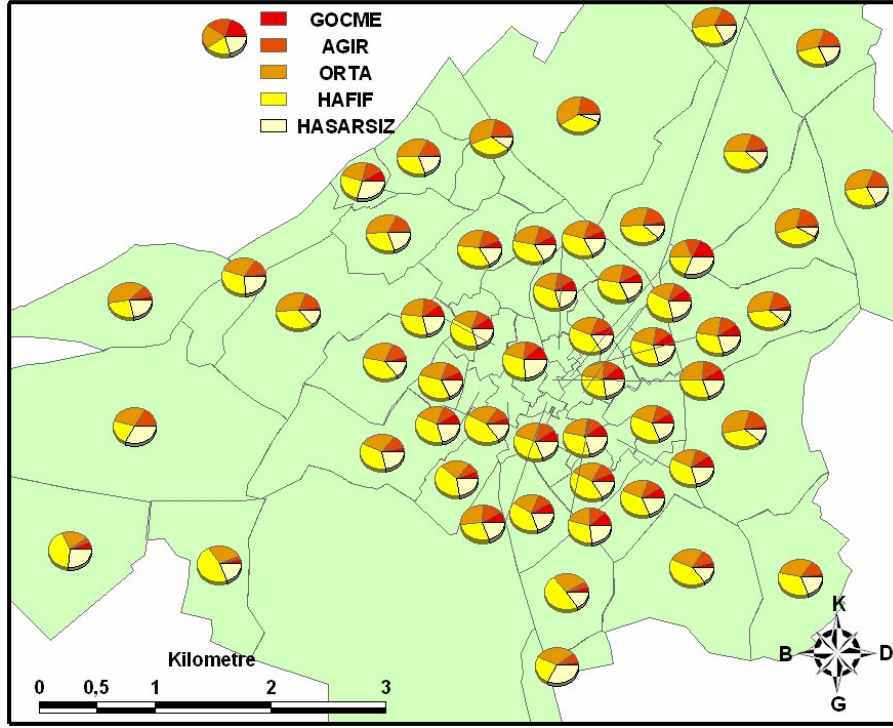 GOCME
AGIR
ORTA
HAFIF
HASARSIZ
K
B D
G
Kilometre
0 0,5 1 2 3